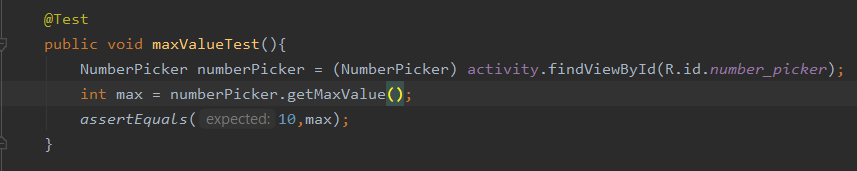 @Test
public void maxValueTest(){
NumberPicker numberPicker = (NumberPicker) activity.findViewById(R.id.number_picker);
int max = numberPicker.getMaxValue();
assertEquals( expected: 10,max);
}